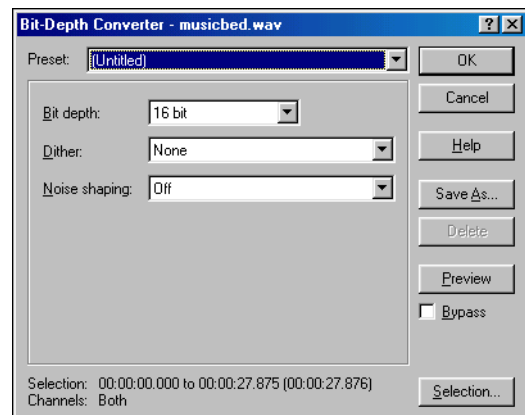 Bit-Depth Converter - musicbed.wav
Preset: (Untitled)
OK
Cancel
Bit depth: 16 bit
Dither: None
Help
Noise shaping: Off
Save As...
Delete
Preview
Bypass
Selection: 00:00:00.000 to 00:00:27.875 (00:00:27.876)
Channels: Both
Selection...